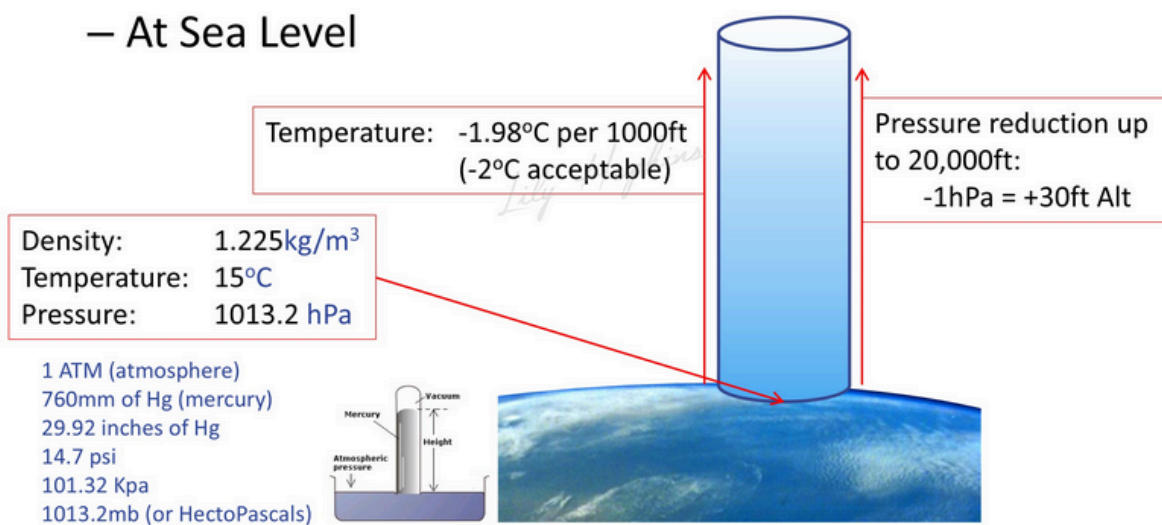 – At Sea Level
Temperature: -1.98°C per 1000ft
(-2°C acceptable)
Pressure reduction up
to 20,000ft:
-1hPa = +30ft Alt
Density: 1.225kg/m³
Temperature: 15°C
Pressure: 1013.2 hPa
1 ATM (atmosphere)
760mm of Hg (mercury)
29.92 inches of Hg
14.7 psi
101.32 Kpa
1013.2mb (or HectoPascals)
Vacuum
Mercury
Height
Atmospheric
pressure
Lily Hopkins